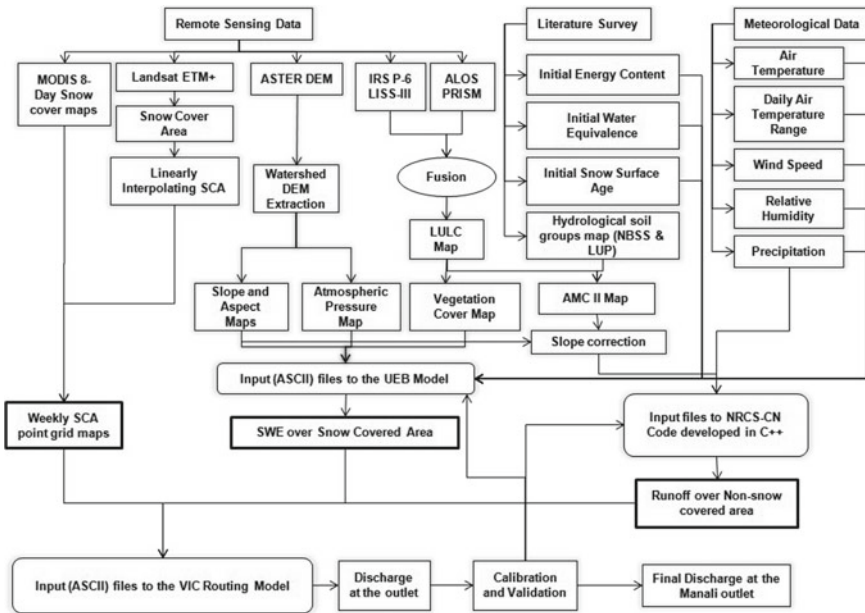 Remote Sensing Data
Literature Survey
Meteorological Data
MODIS 8-
Day Snow
cover maps
Landsat ETM+
ASTER DEM
IRS P-6
LISS-III
ALOS
PRISM
Initial Energy Content
Air
Temperature
Snow Cover
Area
Initial Water
Equivalence
Daily Air
Temperature
Range
Linearly
Interpolating SCA
Watershed
DEM
Extraction
Fusion
Initial Snow Surface
Age
Wind Speed
LULC
Map
Hydrological soil
groups map (NBSS &
LUP)
Relative
Humidity
Precipitation
Slope and
Aspect
Maps
Atmospheric
Pressure
Map
Vegetation
Cover Map
AMC II Map
Slope correction
Input (ASCII) files to the UEB Model
Weekly SCA
point grid maps
SWE over Snow Covered Area
Input files to NRCS-CN
Code developed in C++
Runoff over Non-snow
covered area
Input (ASCII) files to the VIC Routing Model
Discharge
at the outlet
Calibration
and Validation
Final Discharge at the
Manali outlet